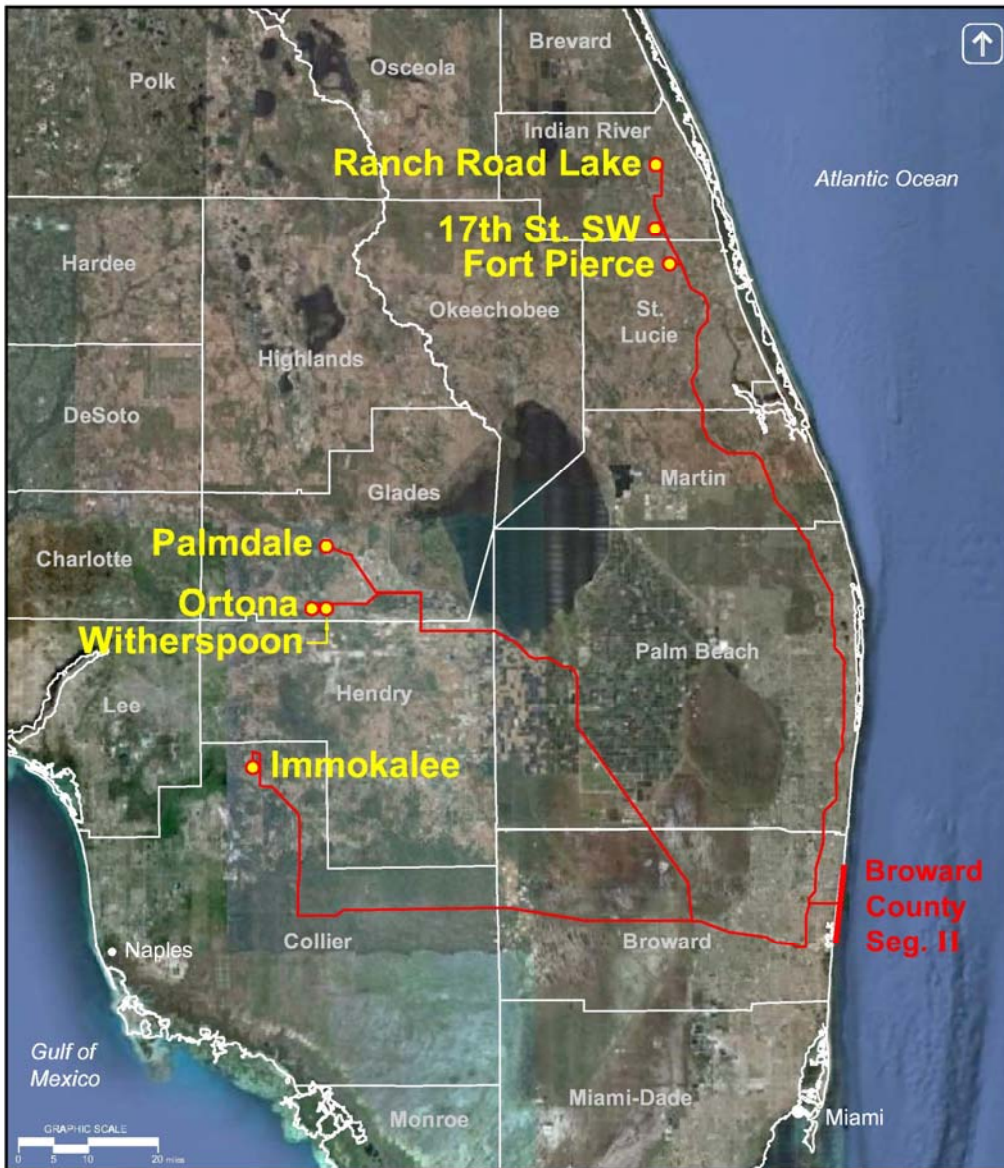 Brevard
Osceola
Polk
Indian River
Ranch Road Lake
Atlantic Ocean
17th St. SW
Fort Pierce
Hardee
Okeechobee
St.
Lucie
Highlands
DeSoto
Martin
Glades
Palmdale
Charlotte
Ortona
Witherspoon
Palm Beach
Hendry
Lee
Immokalee
Broward
County
Seg. II
Collier
Broward
Naples
Gulf of
Mexico
Miami-Dade
Monroe
Miami
GRAPHIC SCALE
0 5 10 20 miles